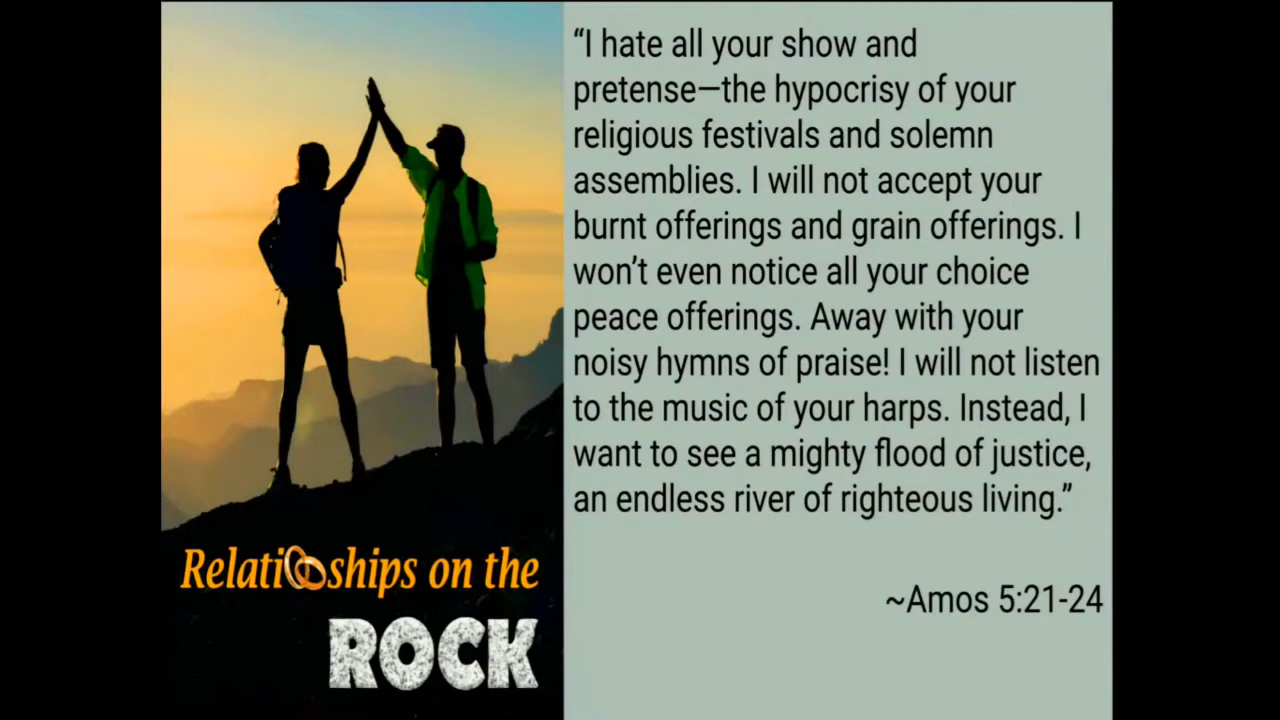 “I hate all your show and
pretense—the hypocrisy of your
religious festivals and solemn
assemblies. I will not accept your
burnt offerings and grain offerings. I
won’t even notice all your choice
peace offerings. Away with your
noisy hymns of praise! I will not listen
to the music of your harps. Instead, I
want to see a mighty flood of justice,
an endless river of righteous living.”
~Amos 5:21-24
Relationships on the
ROCK